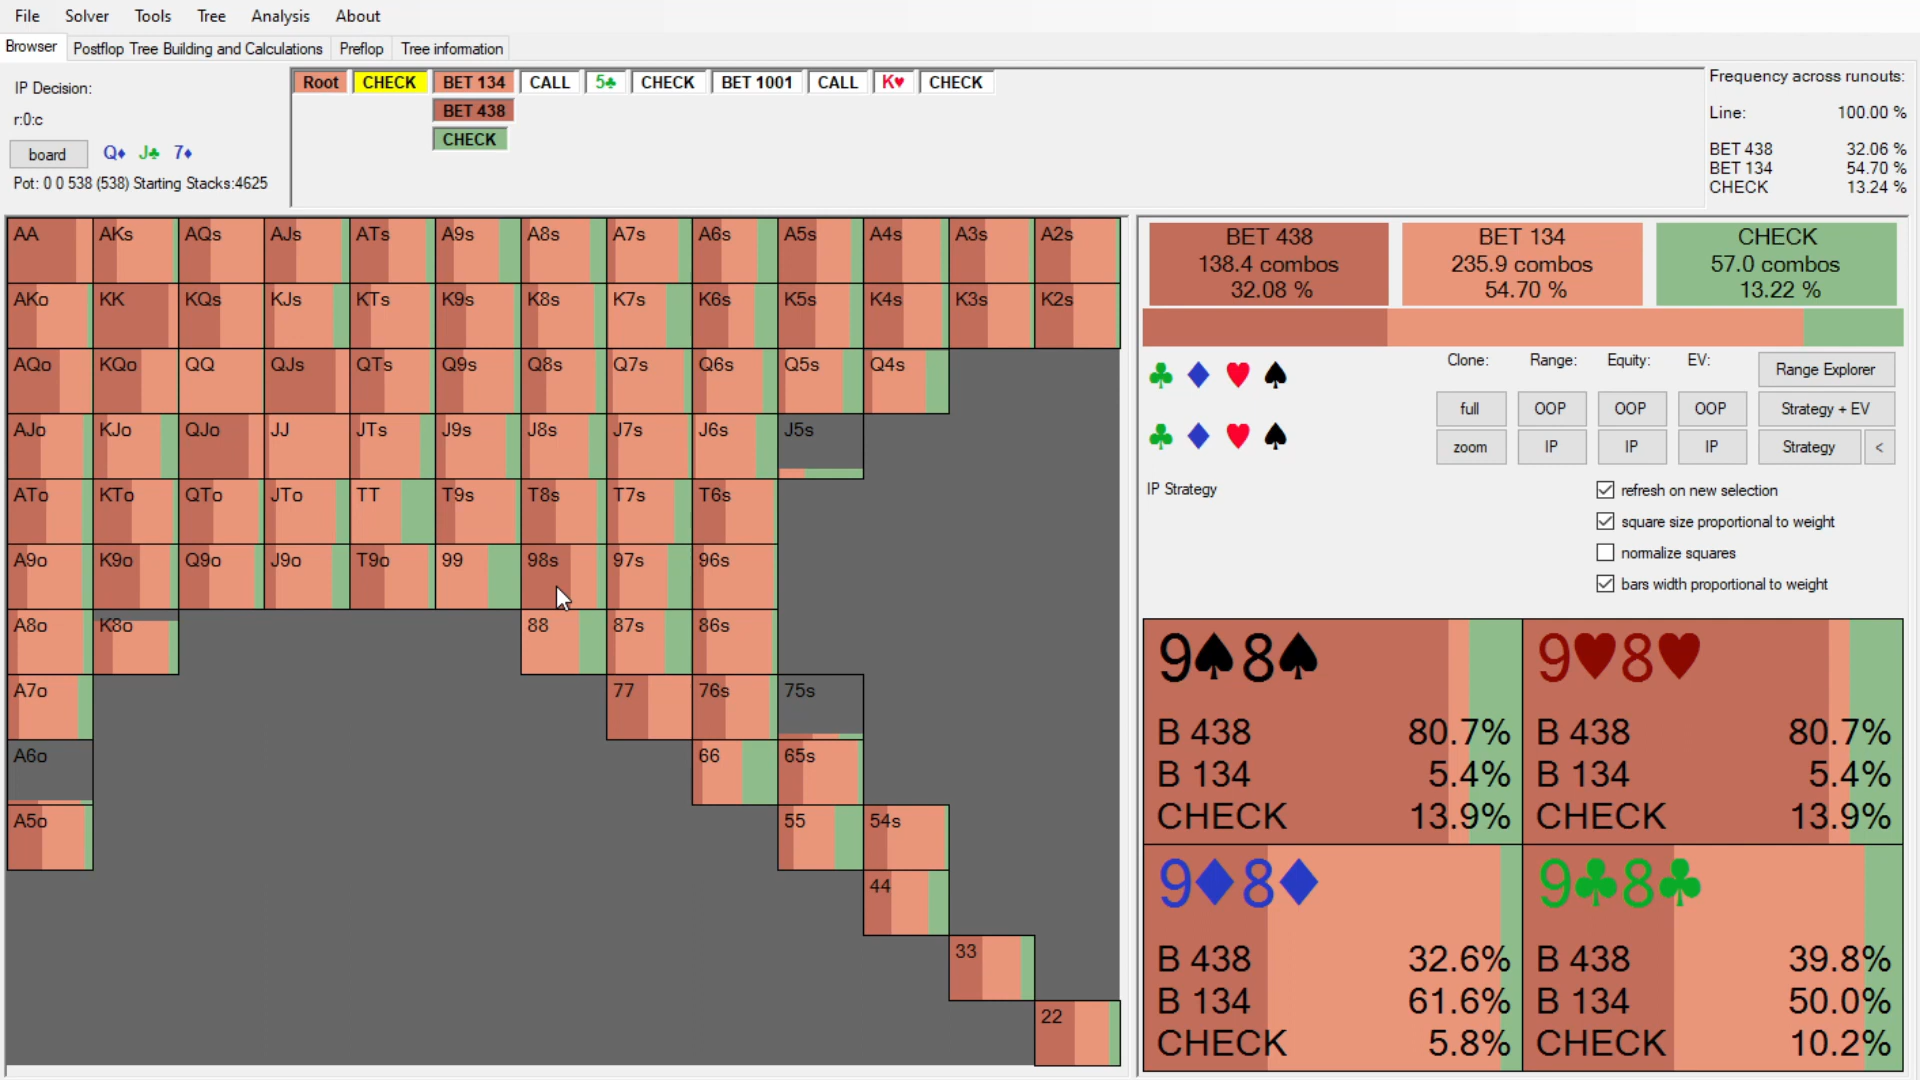 File Solver Tools Tree Analysis About
Browser Postflop Tree Building and Calculations Preflop Tree information
IP Decision:
r:0:c
board Q♦ J♣ 7♦
Pot: 0 0 538 (538) Starting Stacks:4625
Root CHECK BET 134 CALL 5♣ CHECK BET 1001 CALL K♥ CHECK
BET 438
CHECK
Frequency across runouts:
Line: 100.00 %
BET 438 32.06 %
BET 134 54.70 %
CHECK 13.24 %
AA AKs AQs AJs ATs A9s A8s A7s A6s A5s A4s A3s A2s
AKo KK KQs KJs KTs K9s K8s K7s K6s K5s K4s K3s K2s
AQo KQo QQ QJs QTs Q9s Q8s Q7s Q6s Q5s Q4s
AJo KJo QJo JJ JTs J9s J8s J7s J6s J5s
ATo KTo QTo JTo TT T9s T8s T7s T6s
A9o K9o Q9o J9o T9o 99 98s 97s 96s
A8o K8o 88 87s 86s
A7o 77 76s 75s
A6o 66 65s
A5o 55 54s
44
33
22
BET 438
138.4 combos
32.08 %
BET 134
235.9 combos
54.70 %
CHECK
57.0 combos
13.22 %
♣ ♦ ♥ ♠
♣ ♦ ♥ ♠
Clone: Range: Equity: EV: Range Explorer
full OOP OOP OOP Strategy + EV
zoom IP IP IP Strategy <
IP Strategy
refresh on new selection
square size proportional to weight
normalize squares
bars width proportional to weight
9♠8♠
B 438 80.7%
B 134 5.4%
CHECK 13.9%
9♥8♥
B 438 80.7%
B 134 5.4%
CHECK 13.9%
9♦8♦
B 438 32.6%
B 134 61.6%
CHECK 5.8%
9♣8♣
B 438 39.8%
B 134 50.0%
CHECK 10.2%